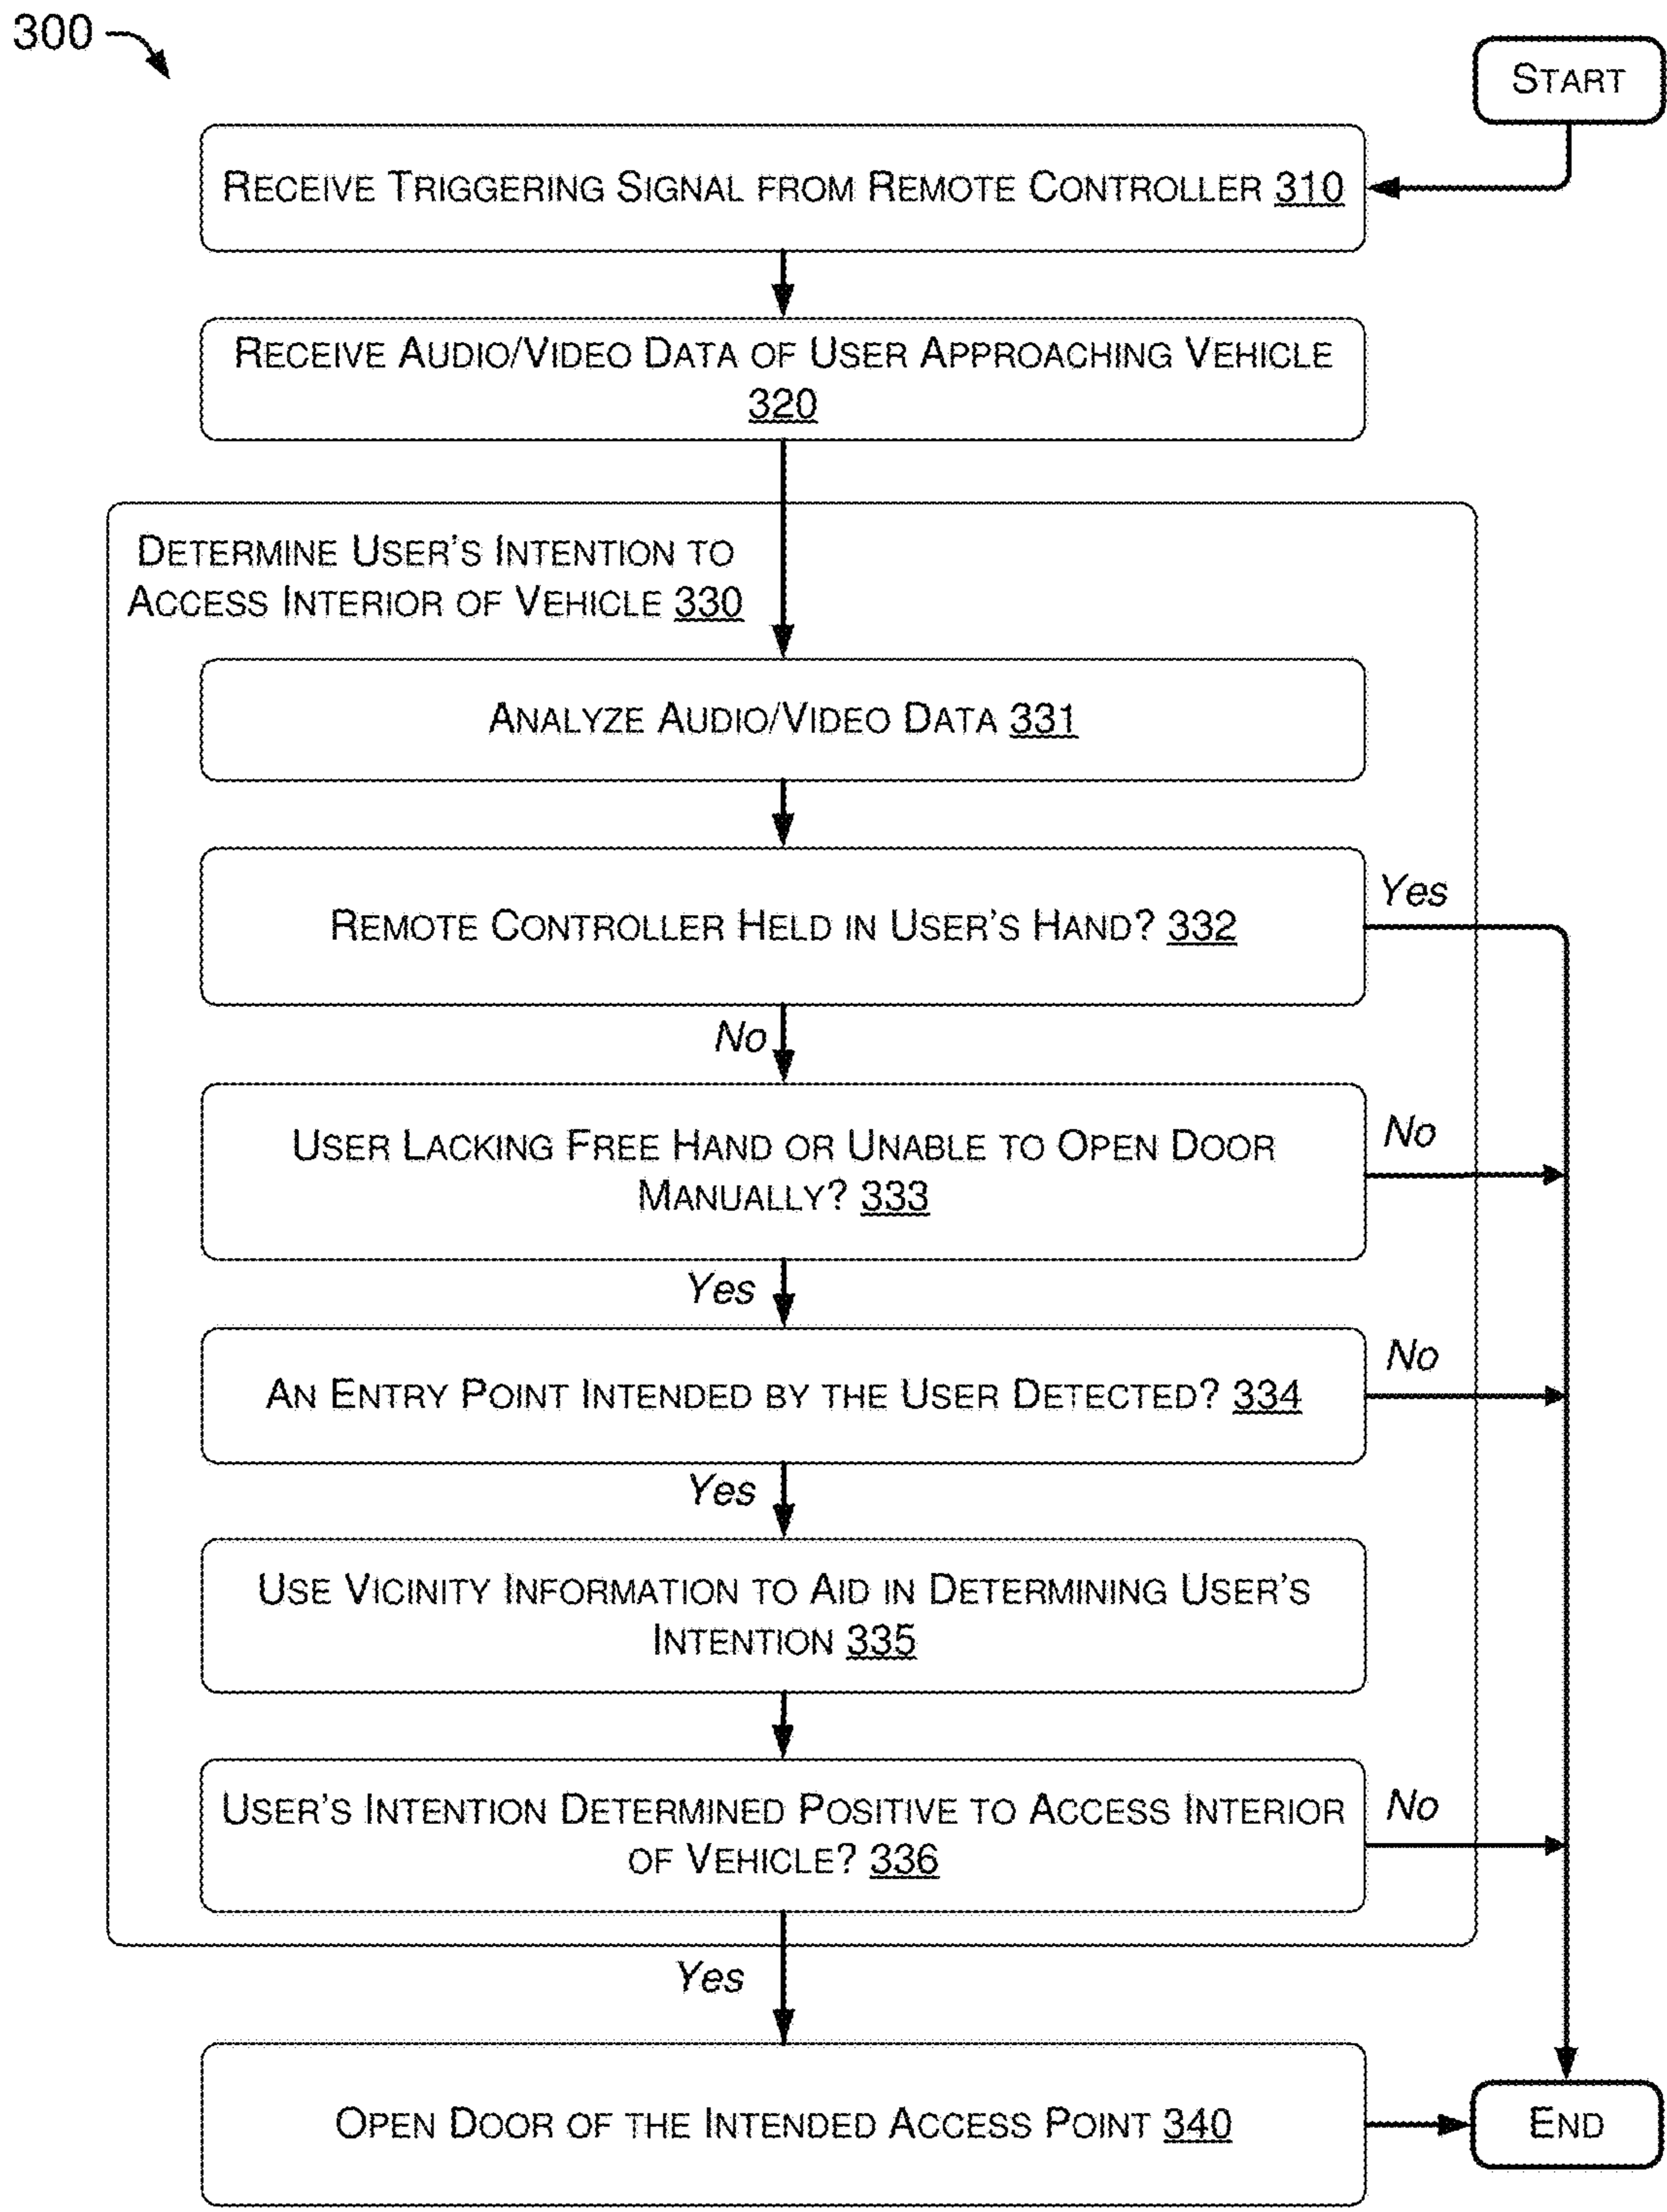 300
START
RECEIVE TRIGGERING SIGNAL FROM REMOTE CONTROLLER 310
RECEIVE AUDIO/VIDEO DATA OF USER APPROACHING VEHICLE
320
DETERMINE USER'S INTENTION TO
ACCESS INTERIOR OF VEHICLE 330
ANALYZE AUDIO/VIDEO DATA 331
REMOTE CONTROLLER HELD IN USER'S HAND? 332
Yes
No
USER LACKING FREE HAND OR UNABLE TO OPEN DOOR
MANUALLY? 333
No
Yes
AN ENTRY POINT INTENDED BY THE USER DETECTED? 334
No
Yes
USE VICINITY INFORMATION TO AID IN DETERMINING USER'S
INTENTION 335
USER'S INTENTION DETERMINED POSITIVE TO ACCESS INTERIOR
OF VEHICLE? 336
No
Yes
OPEN DOOR OF THE INTENDED ACCESS POINT 340
END